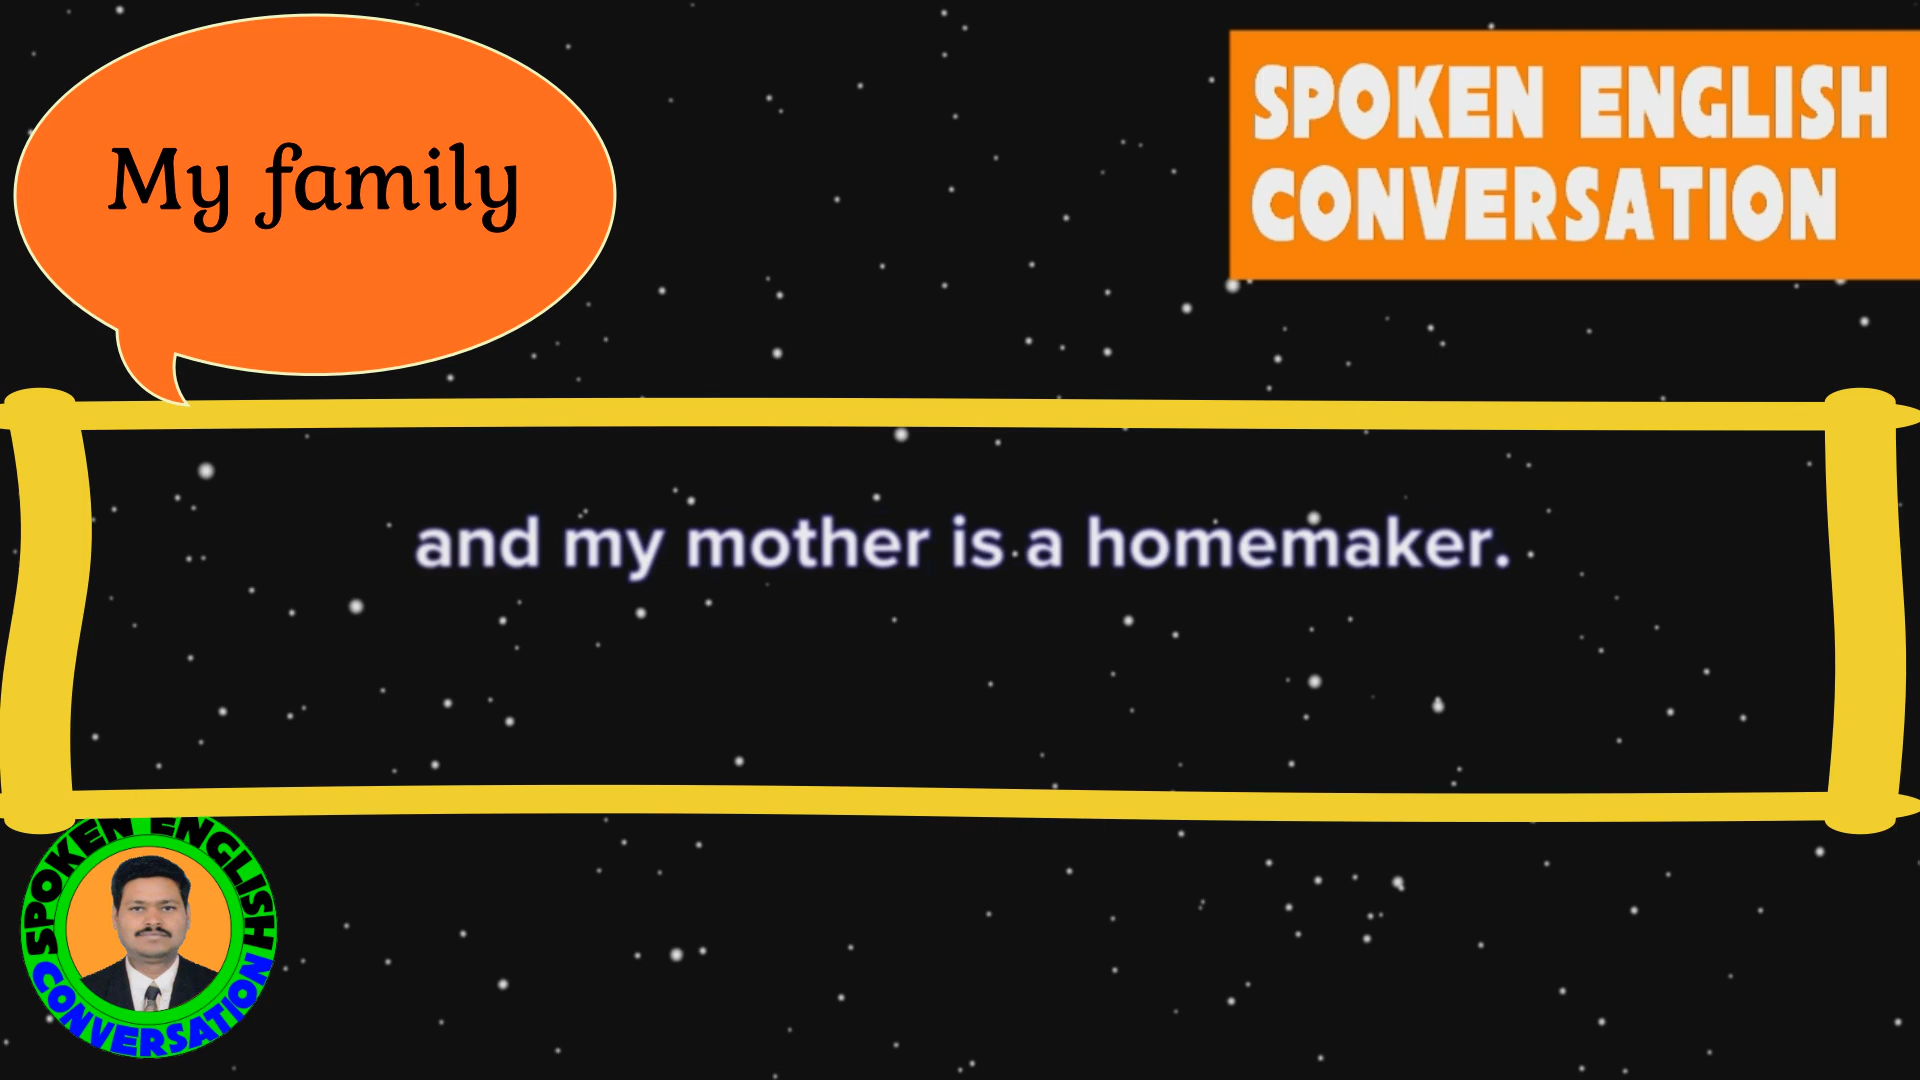 My family
SPOKEN ENGLISH
CONVERSATION
and my mother is a homemaker.
SPOKEN ENGLISH
CONVERSATION